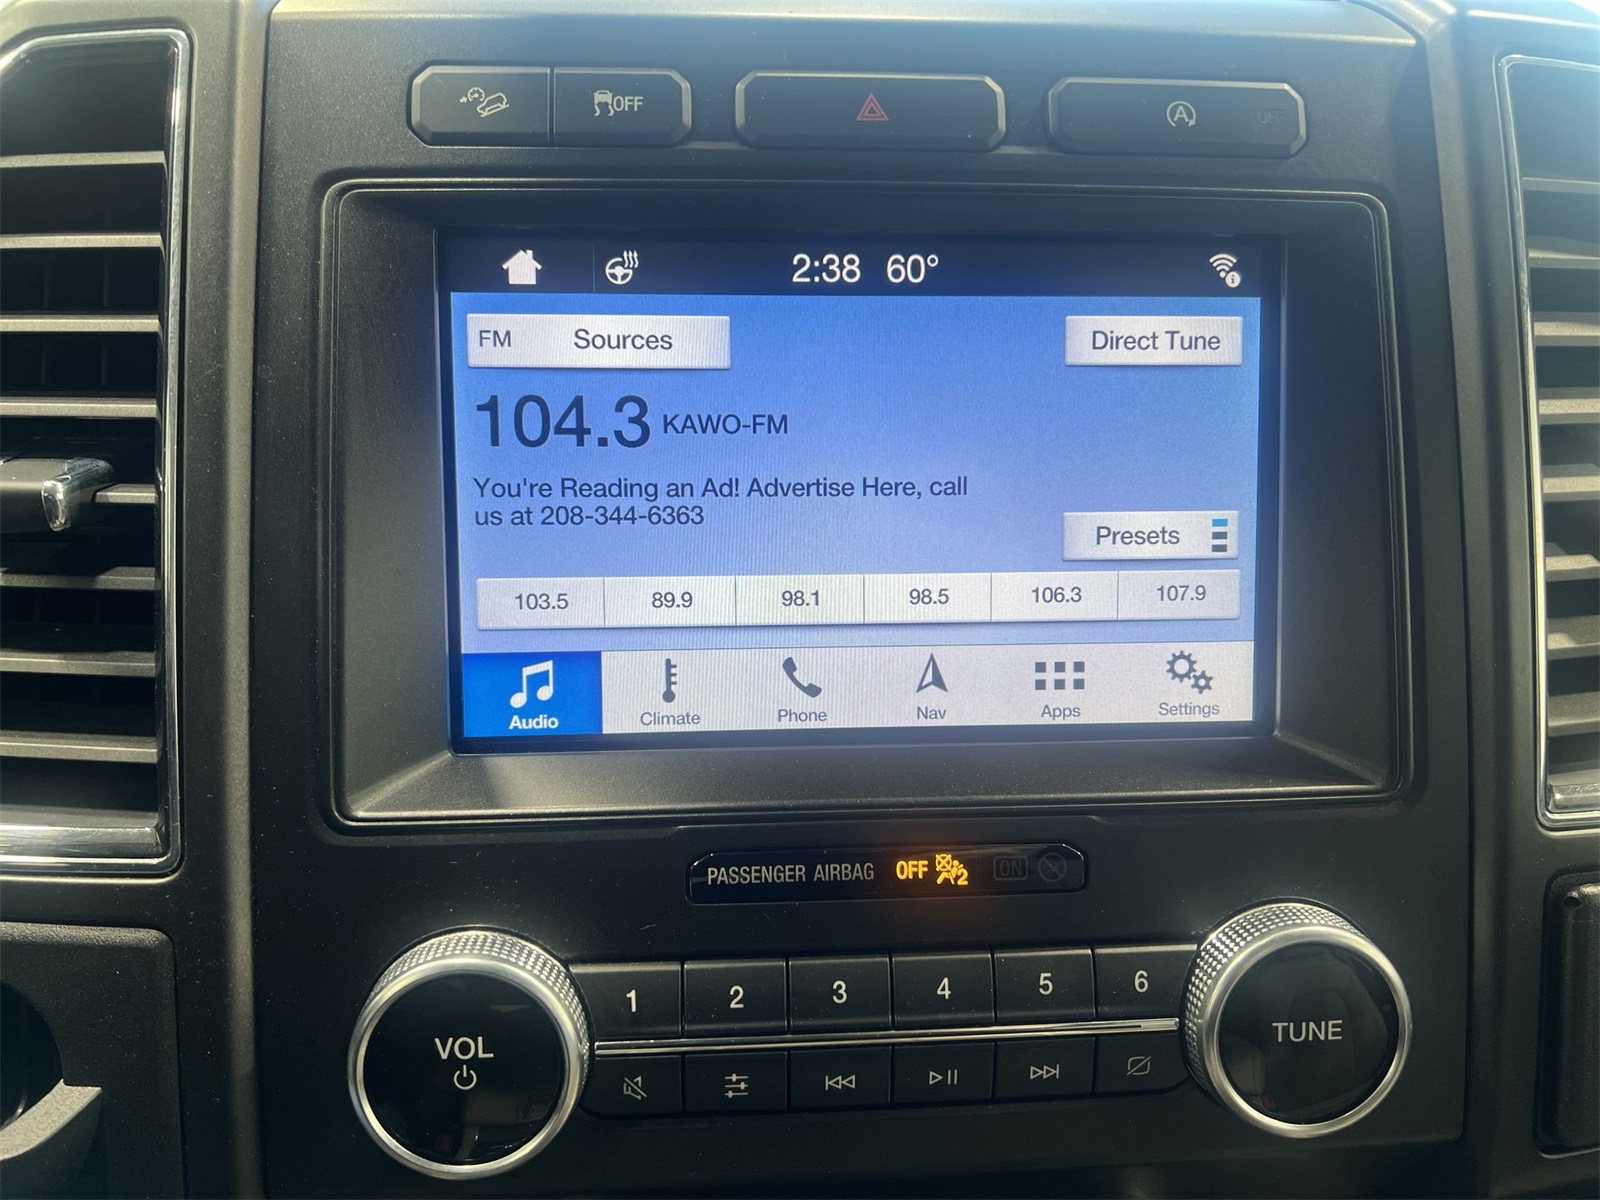 OFF
A OFF
2:38 60°
FM Sources Direct Tune
104.3 KAWO-FM
You're Reading an Ad! Advertise Here, call
us at 208-344-6363
Presets
103.5 89.9 98.1 98.5 106.3 107.9
Audio Climate Phone Nav Apps Settings
PASSENGER AIRBAG OFF 2 ON
1 2 3 4 5 6
VOL
TUNE